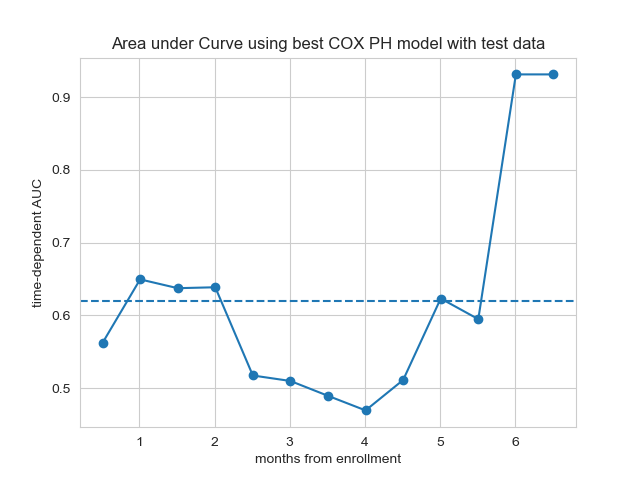 Area under Curve using best COX PH model with test data
time-dependent AUC
0.9
0.8
0.7
0.6
0.5
1 2 3 4 5 6
months from enrollment